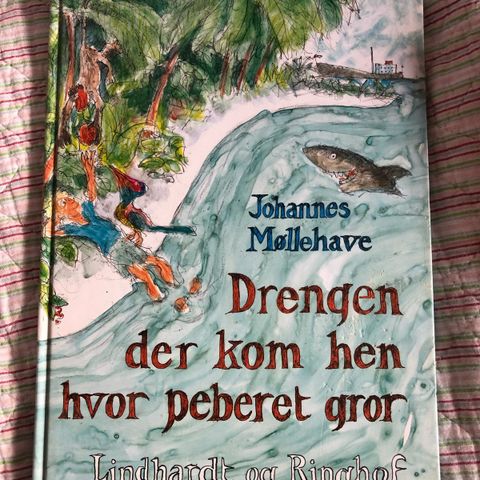 Johannes
Møllehave
Drengen
der kom hen
hvor peberet gror
Lindhardt og Ringhof